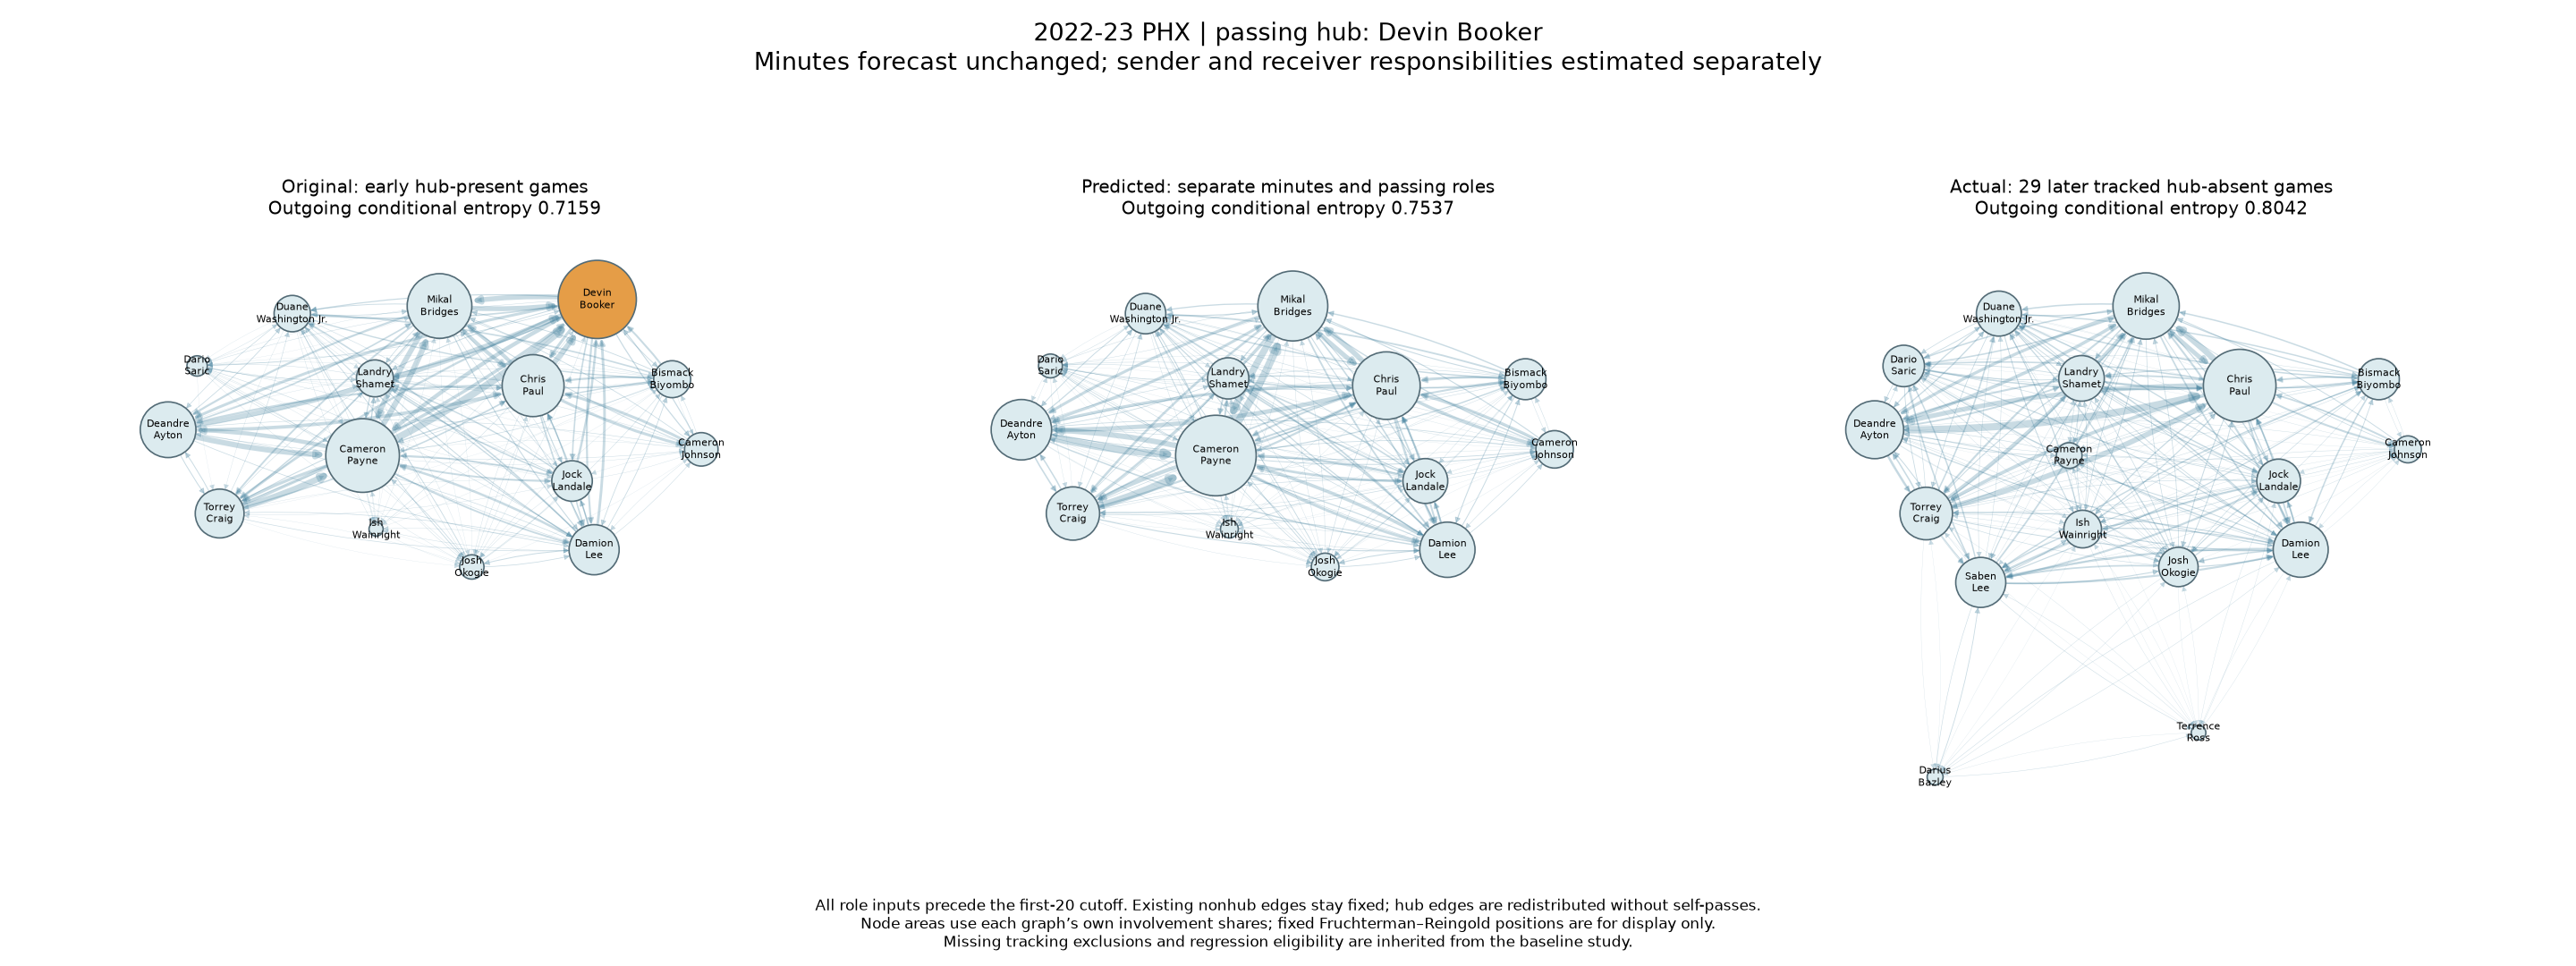 2022-23 PHX | passing hub: Devin Booker
Minutes forecast unchanged; sender and receiver responsibilities estimated separately
Original: early hub-present games
Outgoing conditional entropy 0.7159
Devin
Booker
Mikal
Bridges
Duane
Washington Jr.
Dario
Saric
Landry
Shamet
Chris
Paul
Bismack
Biyombo
Deandre
Ayton
Cameron
Payne
Cameron
Johnson
Jock
Landale
Torrey
Craig
Ish
Wainright
Damion
Lee
Josh
Okogie
Predicted: separate minutes and passing roles
Outgoing conditional entropy 0.7537
Mikal
Bridges
Duane
Washington Jr.
Dario
Saric
Landry
Shamet
Chris
Paul
Bismack
Biyombo
Deandre
Ayton
Cameron
Payne
Cameron
Johnson
Jock
Landale
Torrey
Craig
Ish
Wainright
Damion
Lee
Josh
Okogie
Actual: 29 later tracked hub-absent games
Outgoing conditional entropy 0.8042
Mikal
Bridges
Duane
Washington Jr.
Dario
Saric
Landry
Shamet
Chris
Paul
Bismack
Biyombo
Deandre
Ayton
Cameron
Payne
Cameron
Johnson
Jock
Landale
Torrey
Craig
Ish
Wainright
Damion
Lee
Josh
Okogie
Saben
Lee
Terrence
Ross
Darius
Bazley
All role inputs precede the first-20 cutoff. Existing nonhub edges stay fixed; hub edges are redistributed without self-passes.
Node areas use each graph’s own involvement shares; fixed Fruchterman–Reingold positions are for display only.
Missing tracking exclusions and regression eligibility are inherited from the baseline study.